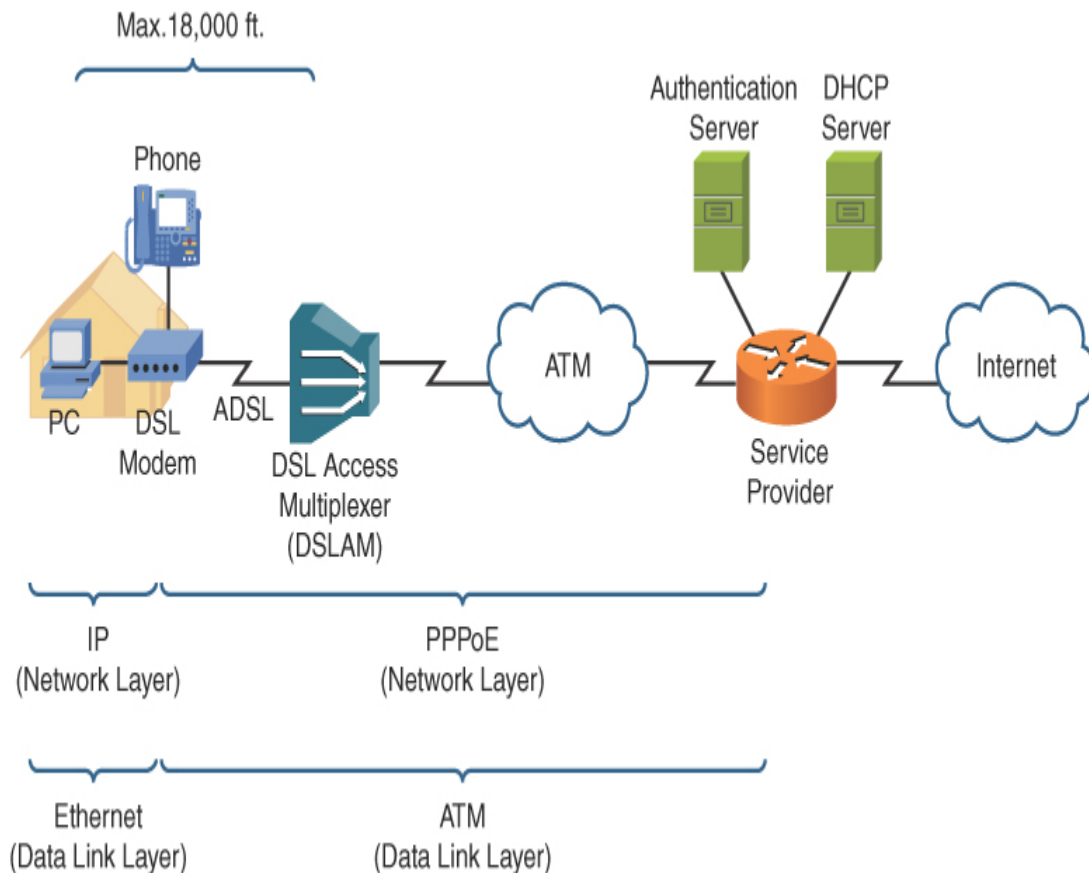 Max.18,000 ft.
Authentication
Server
DHCP
Server
Phone
PC
DSL
Modem
ADSL
DSL Access
Multiplexer
(DSLAM)
ATM
Service
Provider
Internet
IP
(Network Layer)
PPPoE
(Network Layer)
Ethernet
(Data Link Layer)
ATM
(Data Link Layer)